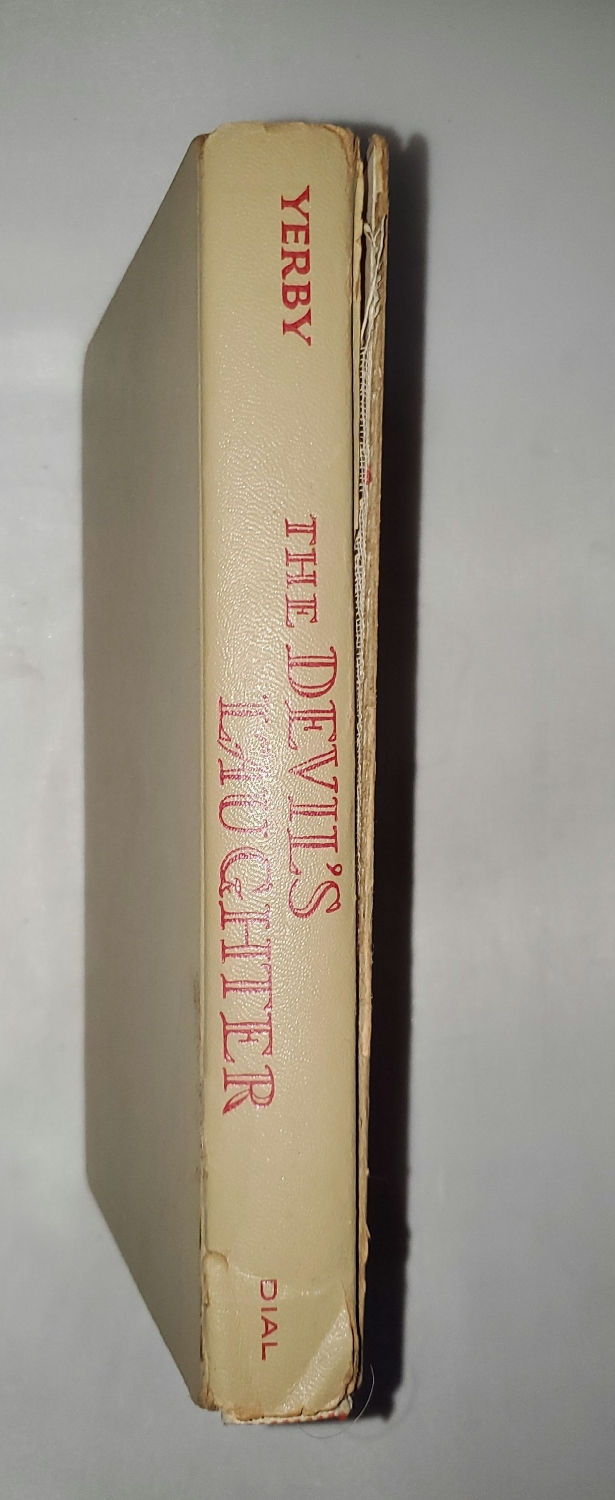 YERBY
THE DEVIL'S
LAUGHTER
DIAL